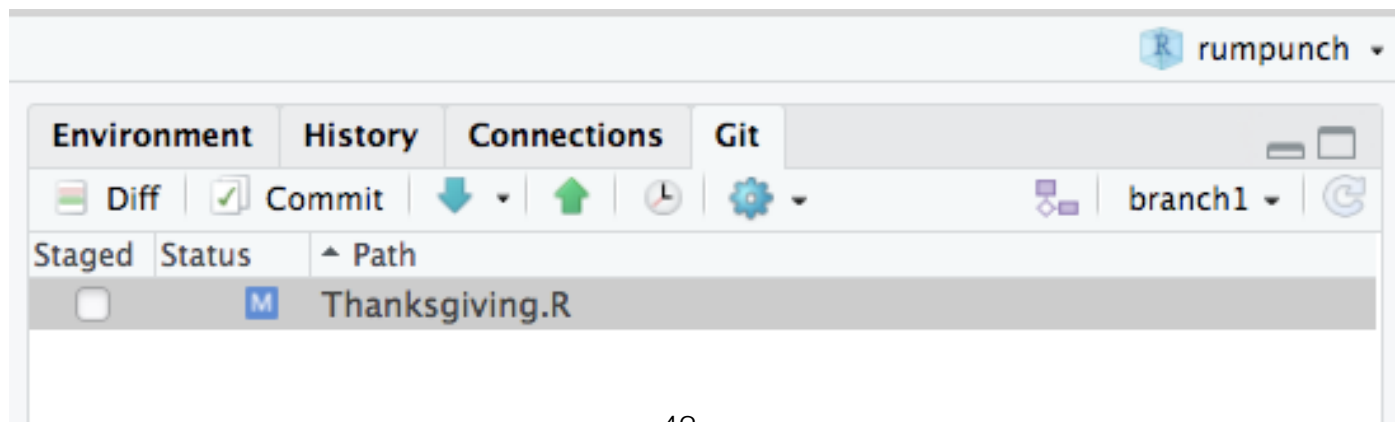 R rumpunch
Environment History Connections Git
Diff Commit branch1
Staged Status Path
M Thanksgiving.R